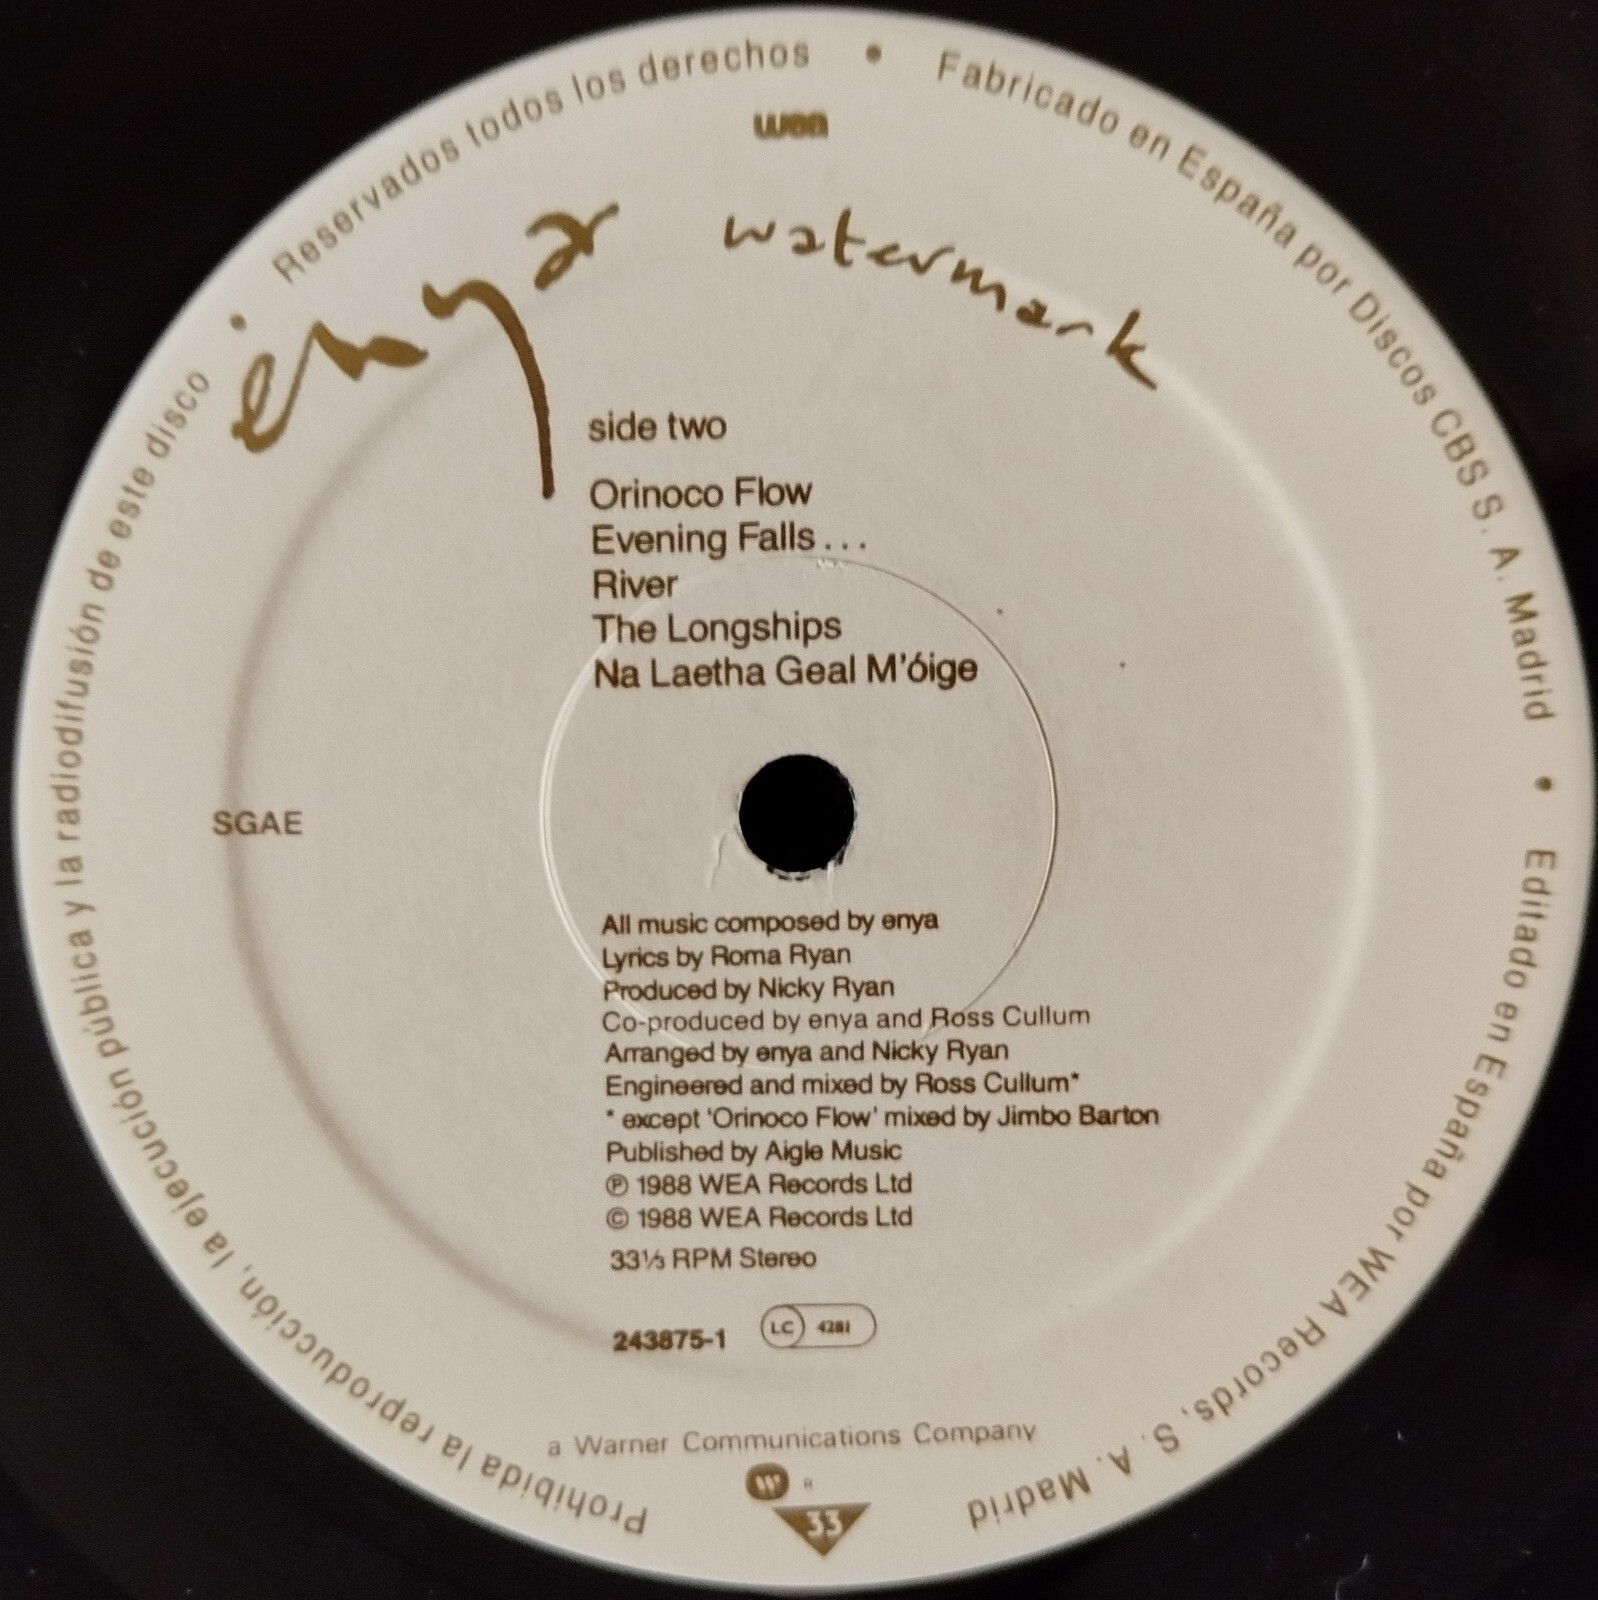 Reservados todos los derechos • Fabricado en España por Discos CBS S. A. Madrid • Editado en España por WEA Records, S. A. Madrid
Prohibida la reproducción, la ejecución pública y la radiodifusión de este disco •
wea
enya
watermark
side two
Orinoco Flow
Evening Falls . . .
River
The Longships
Na Laetha Geal M'óige
SGAE
All music composed by enya
Lyrics by Roma Ryan
Produced by Nicky Ryan
Co-produced by enya and Ross Cullum
Arranged by enya and Nicky Ryan
Engineered and mixed by Ross Cullum*
* except 'Orinoco Flow' mixed by Jimbo Barton
Published by Aigle Music
℗ 1988 WEA Records Ltd
© 1988 WEA Records Ltd
33⅓ RPM Stereo
243875-1 LC 4281
a Warner Communications Company
W R
33